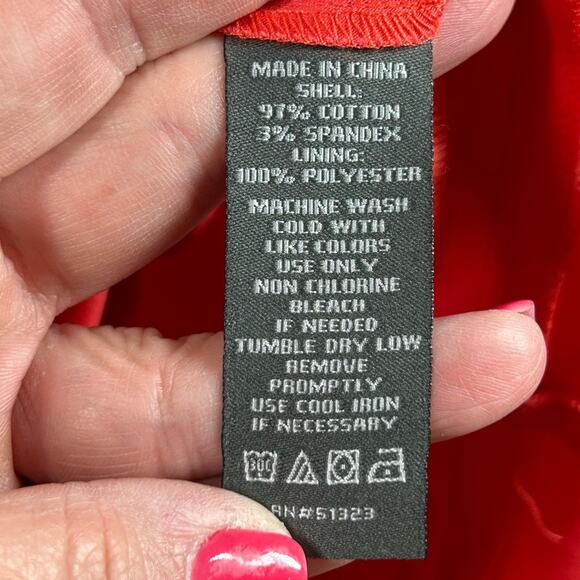 MADE IN CHINA
SHELL:
97% COTTON
3% SPANDEX
LINING:
100% POLYESTER
MACHINE WASH
COLD WITH
LIKE COLORS
USE ONLY
NON CHLORINE
BLEACH
IF NEEDED
TUMBLE DRY LOW
REMOVE
PROMPTLY
USE COOL IRON
IF NECESSARY
30C
RN#51323